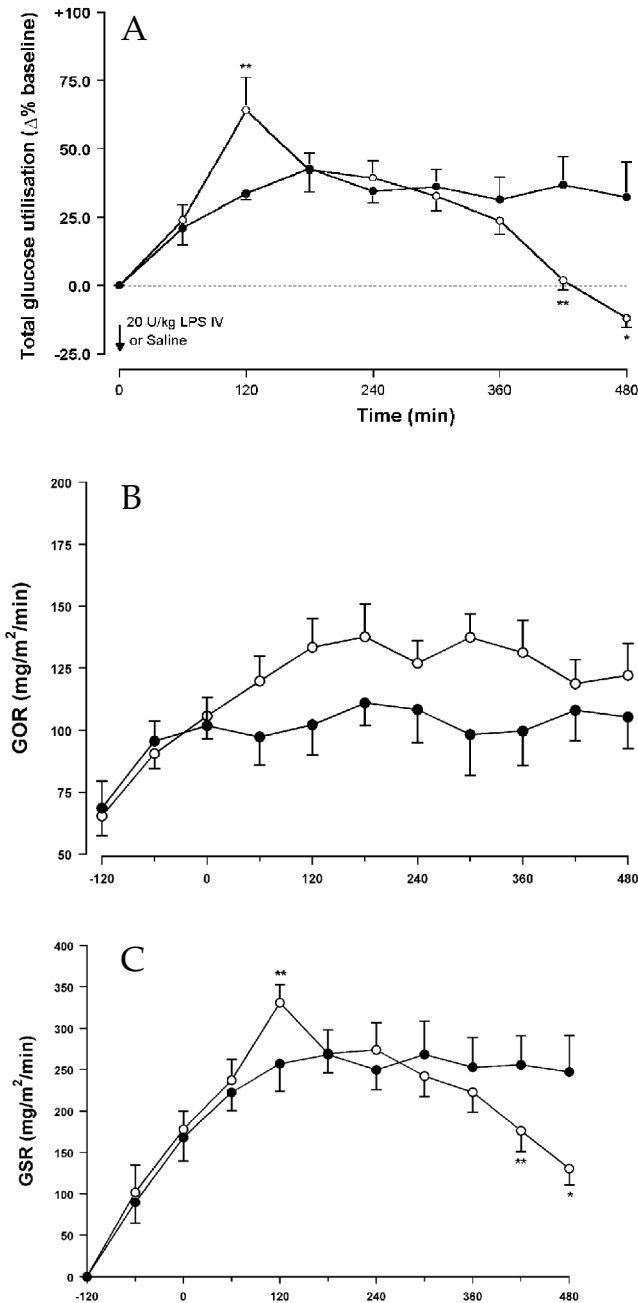 A
Total glucose utilisation (Δ% baseline)
+100
75.0
50.0
25.0
0.0
-25.0
**
**
*
20 U/kg LPS IV
or Saline
0 120 240 360 480
Time (min)
B
GOR (mg/m²/min)
200
175
150
125
100
75
50
-120 0 120 240 360 480
C
GSR (mg/m²/min)
400
350
300
250
200
150
100
50
0
**
**
*
-120 0 120 240 360 480